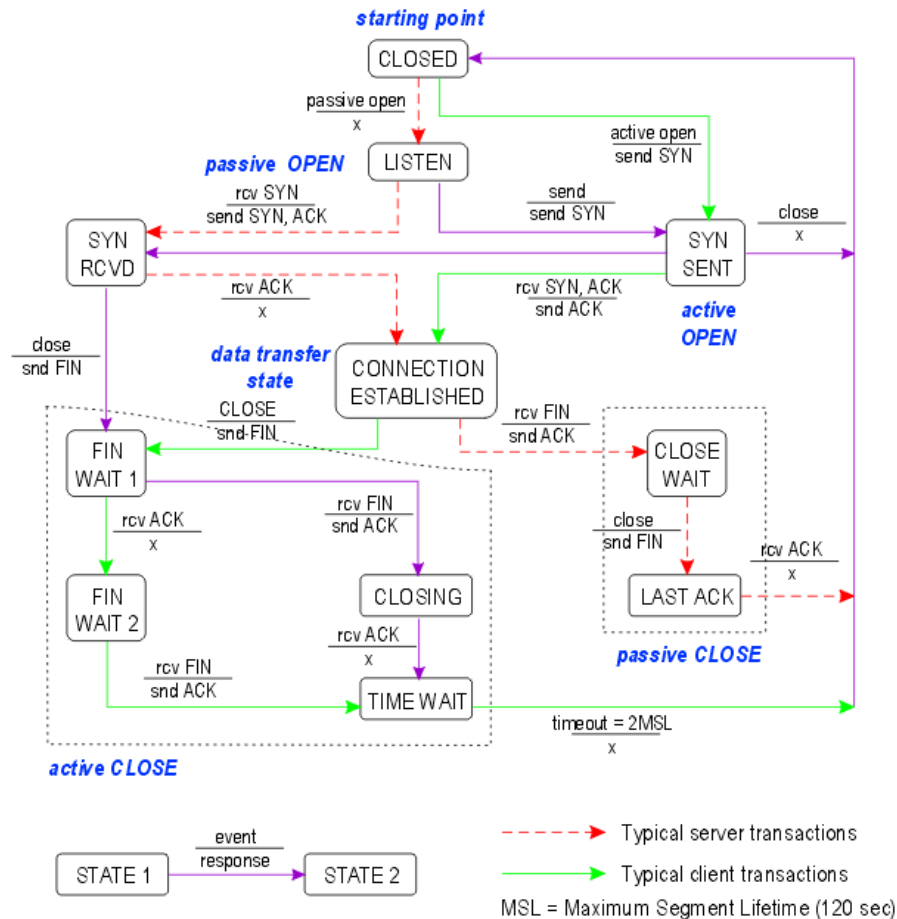 starting point
CLOSED
passive open
x
active open
send SYN
passive OPEN
LISTEN
rcv SYN
send SYN, ACK
send
send SYN
close
x
SYN
RCVD
SYN
SENT
rcv ACK
x
rcv SYN, ACK
snd ACK
active
OPEN
close
snd FIN
data transfer
state
CONNECTION
ESTABLISHED
CLOSE
snd-FIN
rcv FIN
snd ACK
FIN
WAIT 1
CLOSE
WAIT
rcv FIN
snd ACK
rcv ACK
x
close
snd FIN
rcv ACK
x
FIN
WAIT 2
CLOSING
LAST ACK
rcv ACK
x
passive CLOSE
rcv FIN
snd ACK
TIME WAIT
timeout = 2MSL
x
active CLOSE
event
response
STATE 1
STATE 2
Typical server transactions
Typical client transactions
MSL = Maximum Segment Lifetime (120 sec)